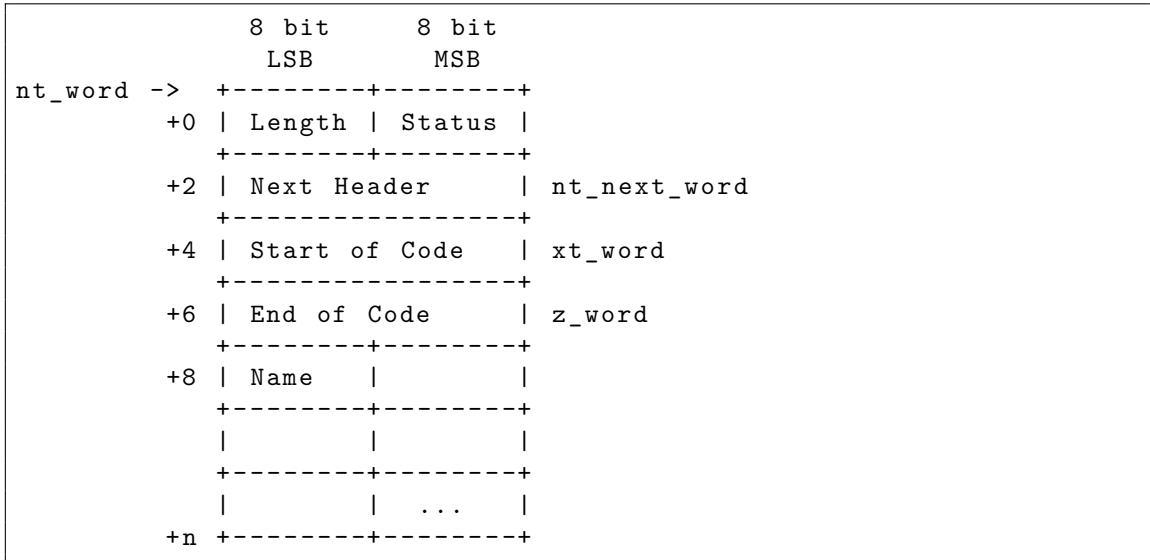 8 bit 8 bit
LSB MSB
nt_word -> +--------+--------+
+0 | Length | Status |
+--------+--------+
+2 | Next Header | nt_next_word
+-----------------+
+4 | Start of Code | xt_word
+-----------------+
+6 | End of Code | z_word
+--------+--------+
+8 | Name | |
+--------+--------+
| | |
+--------+--------+
| | ... |
+n +--------+--------+